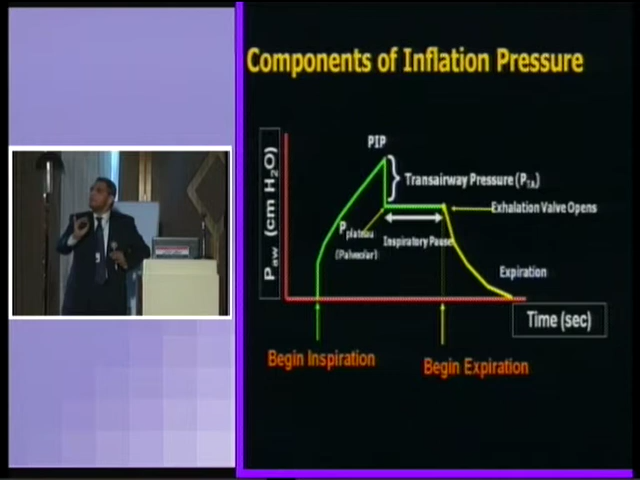 Components of Inflation Pressure
PIP
Transairway Pressure (PTA)
Exhalation Valve Opens
Pplateau
(Palveolar)
Inspiratory Pause
Expiration
Paw (cm H2O)
Time (sec)
Begin Inspiration
Begin Expiration